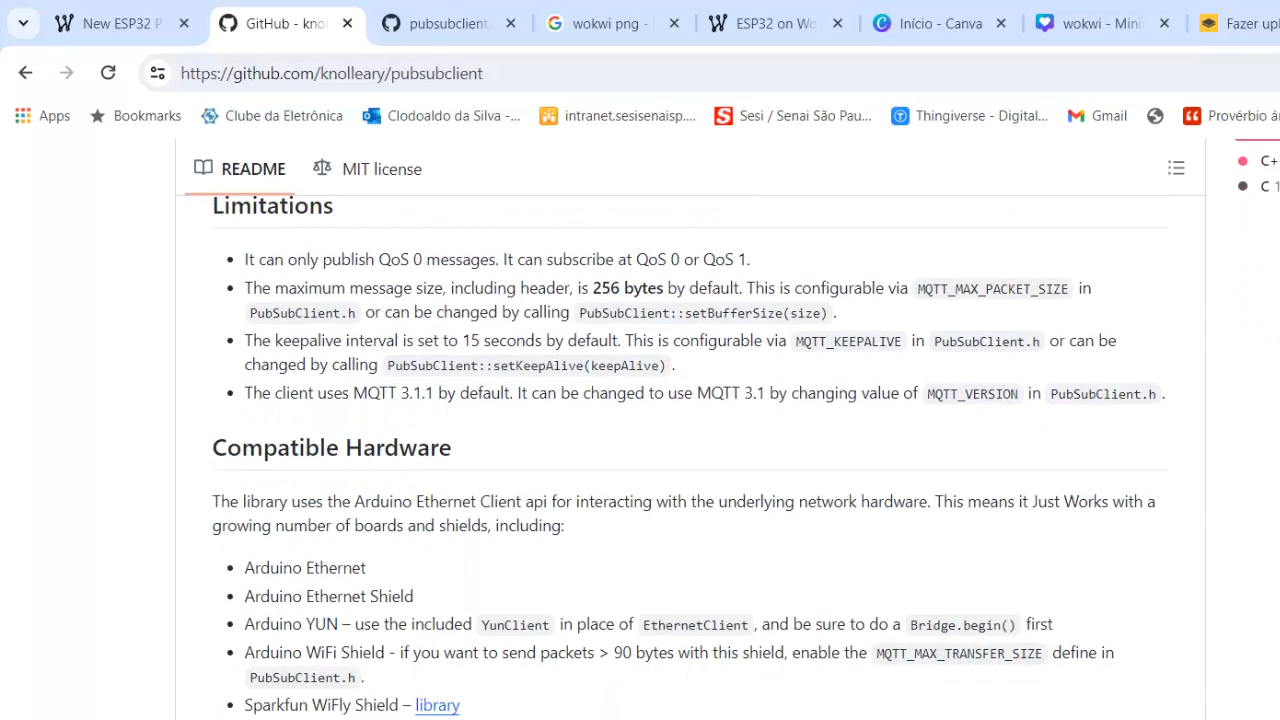 New ESP32 P
GitHub - knol
pubsubclient
wokwi png -
ESP32 on Wo
Início - Canva
wokwi - Min
Fazer upl
https://github.com/knolleary/pubsubclient
Apps
Bookmarks
Clube da Eletrônica
Clodoaldo da Silva -...
intranet.sesisenaisp....
Sesi / Senai São Pau...
Thingiverse - Digital...
Gmail
Provérbio á
README
MIT license
C+
C 1
Limitations
• It can only publish QoS 0 messages. It can subscribe at QoS 0 or QoS 1.
• The maximum message size, including header, is 256 bytes by default. This is configurable via MQTT_MAX_PACKET_SIZE in
PubSubClient.h or can be changed by calling PubSubClient::setBufferSize(size) .
• The keepalive interval is set to 15 seconds by default. This is configurable via MQTT_KEEPALIVE in PubSubClient.h or can be
changed by calling PubSubClient::setKeepAlive(keepAlive) .
• The client uses MQTT 3.1.1 by default. It can be changed to use MQTT 3.1 by changing value of MQTT_VERSION in PubSubClient.h .
Compatible Hardware
The library uses the Arduino Ethernet Client api for interacting with the underlying network hardware. This means it Just Works with a
growing number of boards and shields, including:
• Arduino Ethernet
• Arduino Ethernet Shield
• Arduino YUN – use the included YunClient in place of EthernetClient , and be sure to do a Bridge.begin() first
• Arduino WiFi Shield - if you want to send packets > 90 bytes with this shield, enable the MQTT_MAX_TRANSFER_SIZE define in
PubSubClient.h .
• Sparkfun WiFly Shield – library